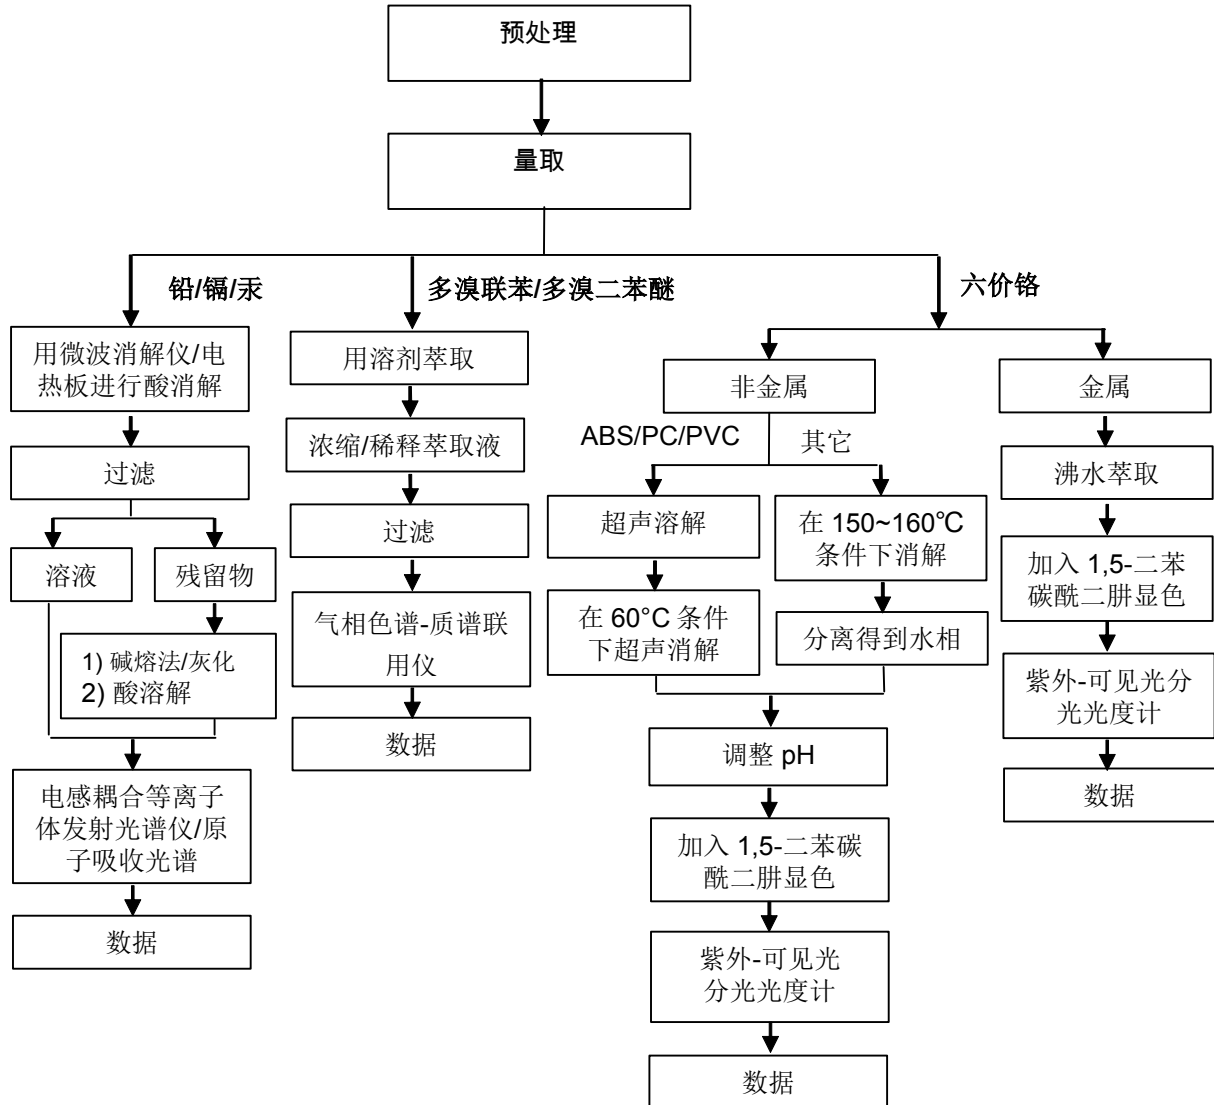 预处理
量取
铅/镉/汞
多溴联苯/多溴二苯醚
六价铬
用微波消解仪/电
热板进行酸消解
过滤
溶液
残留物
1) 碱熔法/灰化
2) 酸溶解
电感耦合等离子
体发射光谱仪/原
子吸收光谱
数据
用溶剂萃取
浓缩/稀释萃取液
过滤
气相色谱-质谱联
用仪
数据
非金属
ABS/PC/PVC
其它
超声溶解
在 60°C 条件
下超声消解
在 150~160℃
条件下消解
分离得到水相
调整 pH
加入 1,5-二苯碳
酰二肼显色
紫外-可见光
分光光度计
数据
金属
沸水萃取
加入 1,5-二苯
碳酰二肼显色
紫外-可见光分
光光度计
数据